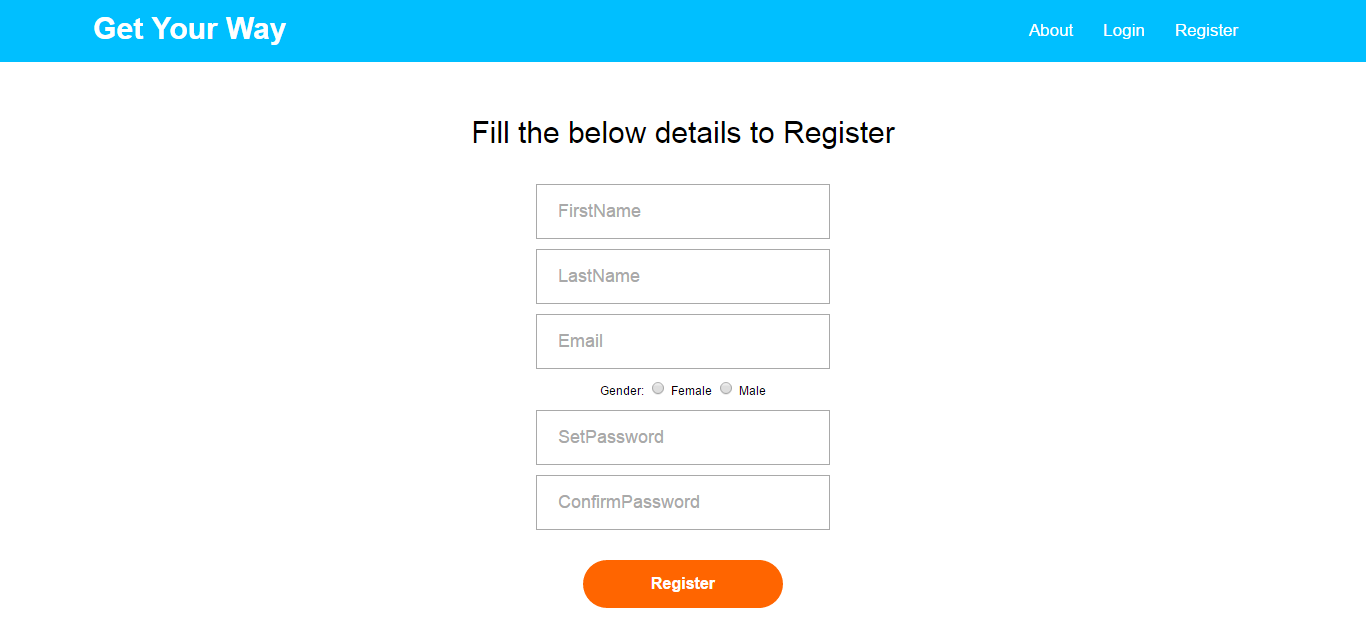 Get Your Way About Login Register
Fill the below details to Register
FirstName
LastName
Email
Gender: Female Male
SetPassword
ConfirmPassword
Register